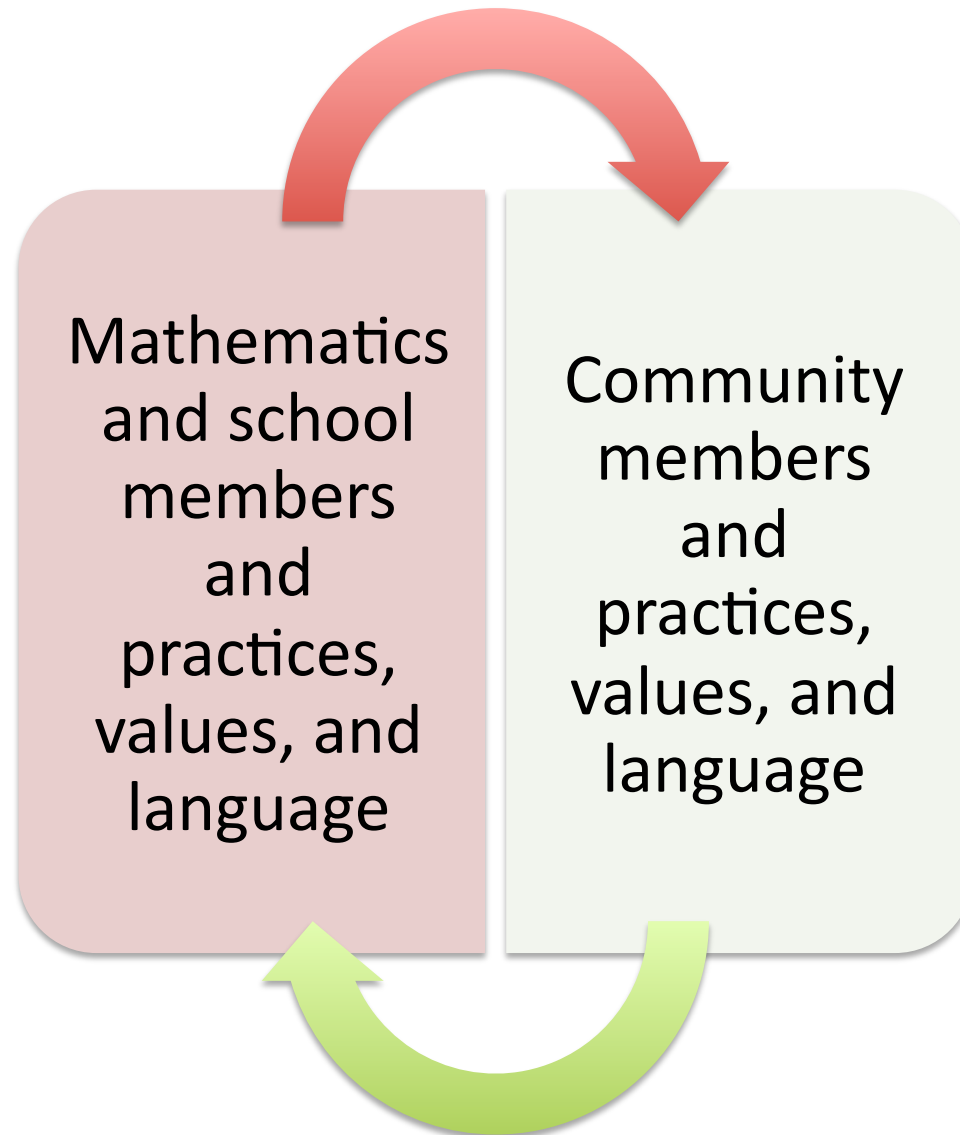 Mathematics
and school
members
and
practices,
values, and
language
Community
members
and
practices,
values, and
language